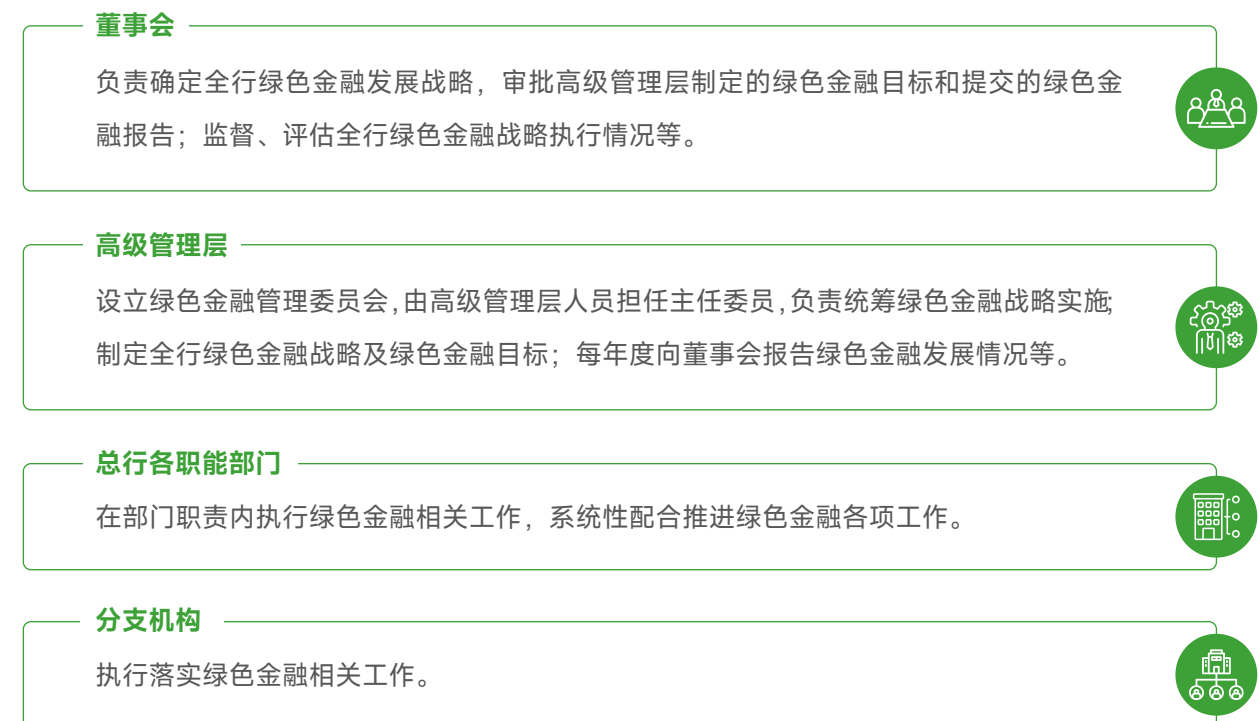 董事会
负责确定全行绿色金融发展战略，审批高级管理层制定的绿色金融目标和提交的绿色金
融报告；监督、评估全行绿色金融战略执行情况等。
高级管理层
设立绿色金融管理委员会，由高级管理层人员担任主任委员，负责统筹绿色金融战略实施；
制定全行绿色金融战略及绿色金融目标；每年度向董事会报告绿色金融发展情况等。
总行各职能部门
在部门职责内执行绿色金融相关工作，系统性配合推进绿色金融各项工作。
分支机构
执行落实绿色金融相关工作。